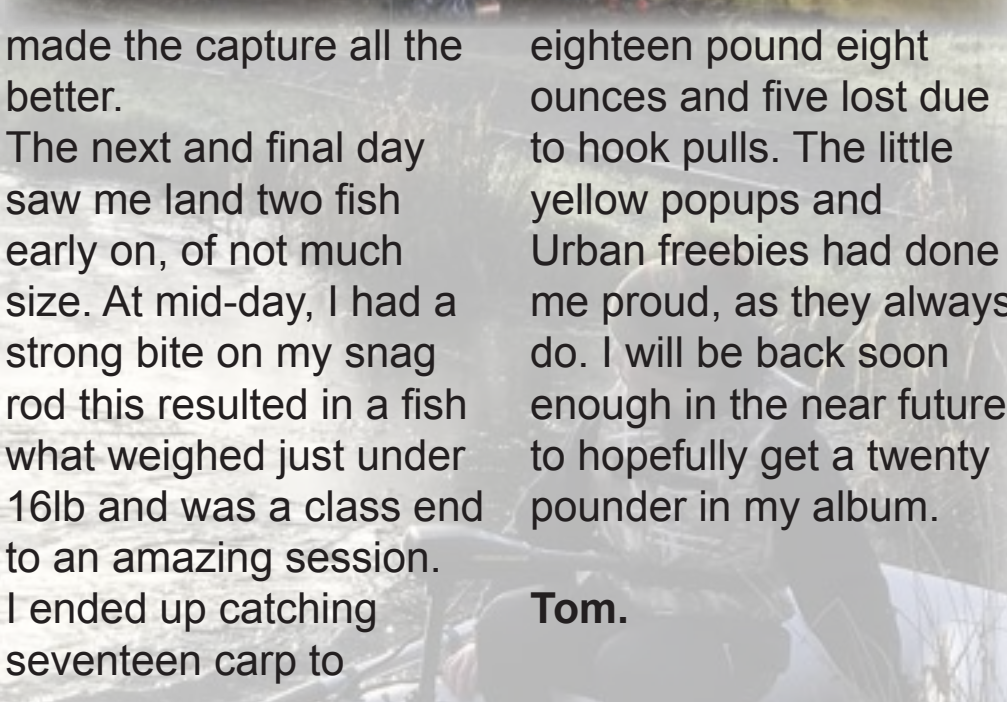 made the capture all the
better.
The next and final day
saw me land two fish
early on, of not much
size. At mid-day, I had a
strong bite on my snag
rod this resulted in a fish
what weighed just under
16lb and was a class end
to an amazing session.
I ended up catching
seventeen carp to
eighteen pound eight
ounces and five lost due
to hook pulls. The little
yellow popups and
Urban freebies had done
me proud, as they always
do. I will be back soon
enough in the near future
to hopefully get a twenty
pounder in my album.
Tom.